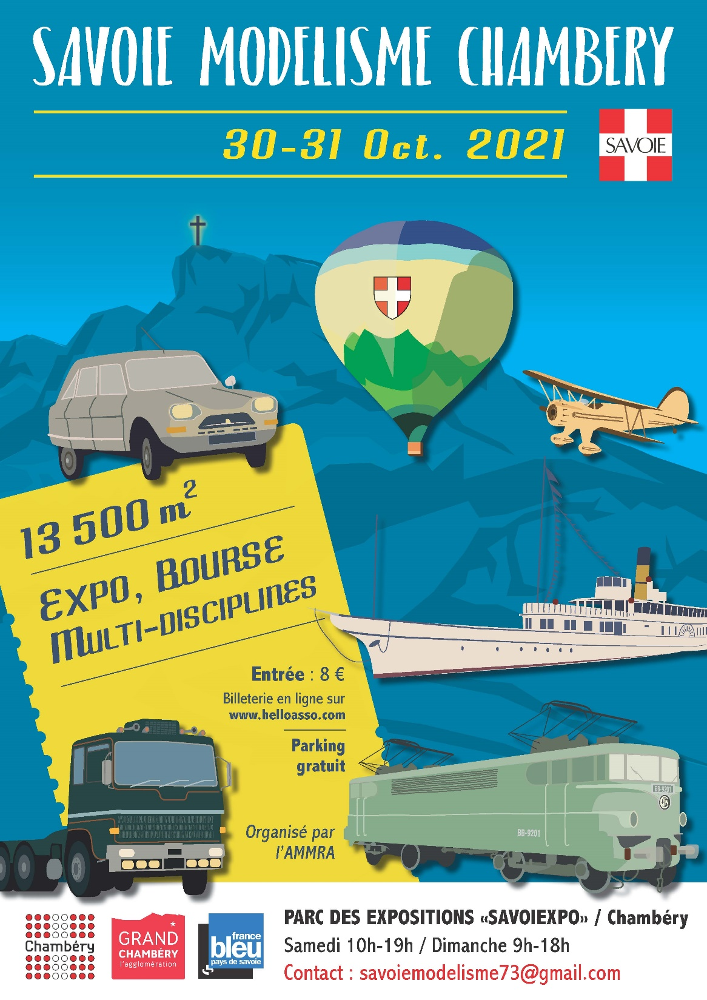 SAVOIE MODELISME CHAMBERY
30-31 Oct. 2021
SAVOIE
13 500 m²
EXPO, BOURSE
MULTI-DISCIPLINES
Entrée : 8 €
Billeterie en ligne sur
www.helloasso.com
Parking
gratuit
BB-9201
BB-9201
Organisé par
l'AMMRA
Chambéry
GRAND
CHAMBÉRY
l'agglomération
france
bleu
pays de savoie
PARC DES EXPOSITIONS «SAVOIEXPO» / Chambéry
Samedi 10h-19h / Dimanche 9h-18h
Contact : savoiemodelisme73@gmail.com